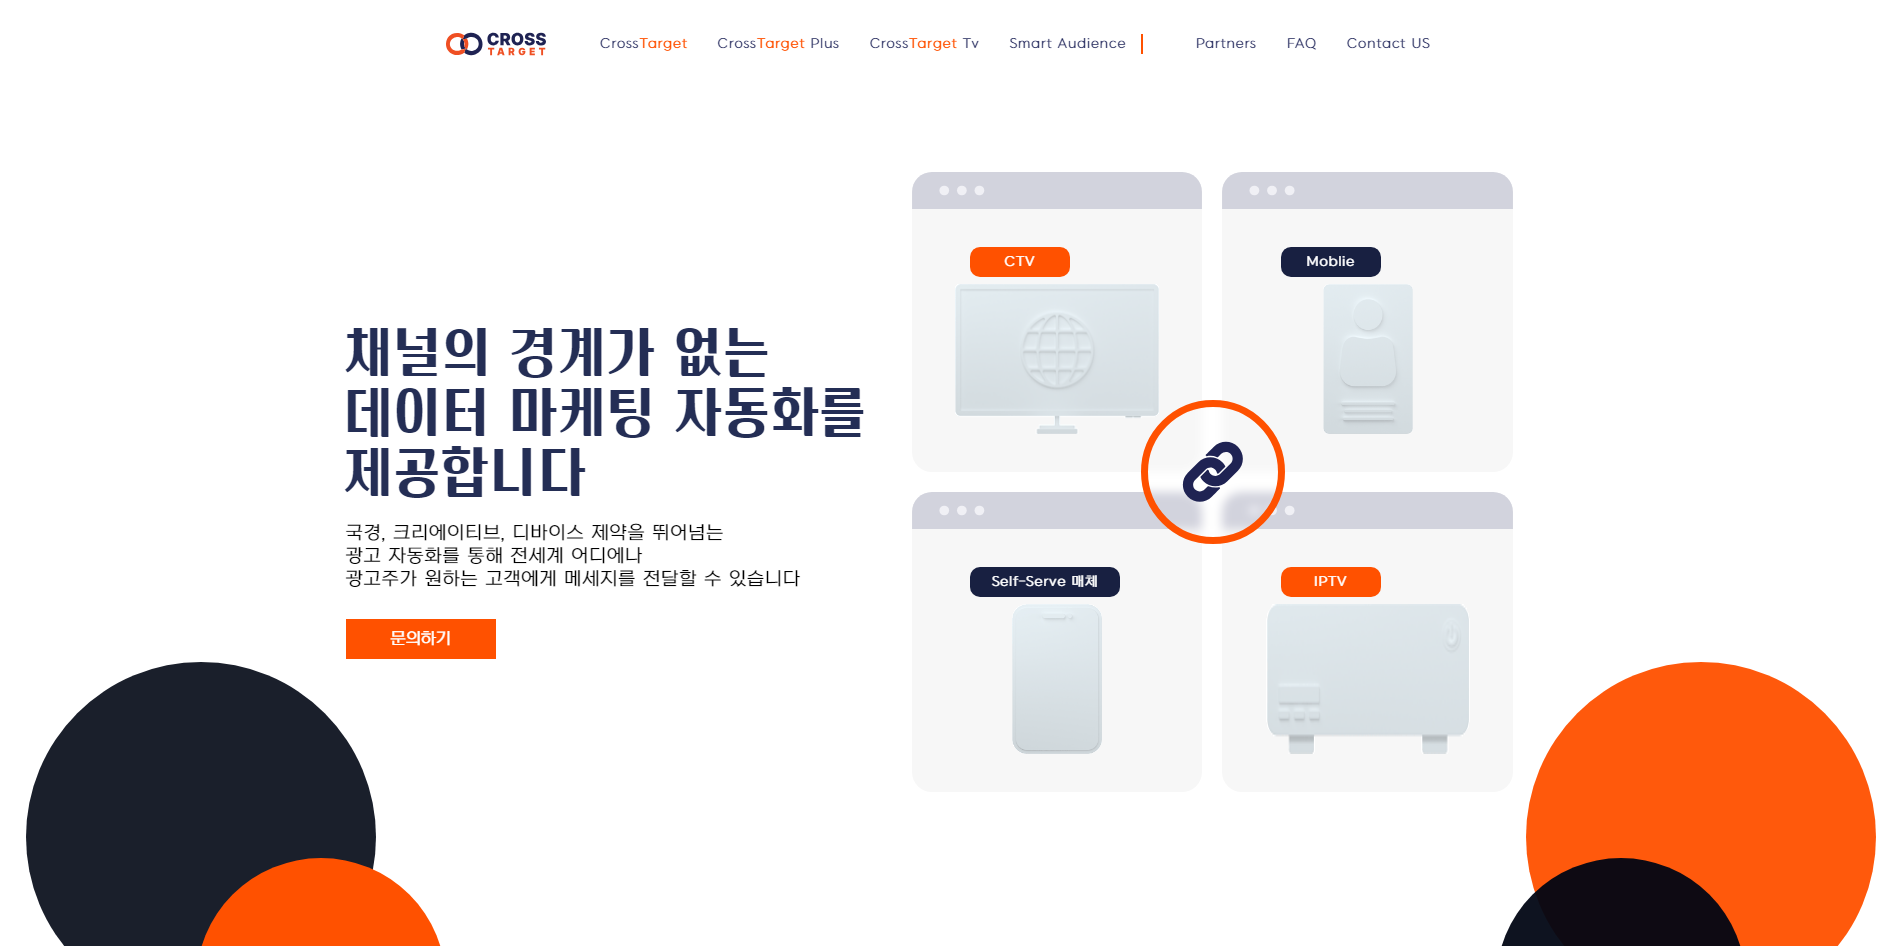 CROSS
TARGET
CrossTarget
CrossTarget Plus
CrossTarget Tv
Smart Audience
Partners
FAQ
Contact US
채널의 경계가 없는
데이터 마케팅 자동화를
제공합니다
국경, 크리에이티브, 디바이스 제약을 뛰어넘는
광고 자동화를 통해 전세계 어디에나
광고주가 원하는 고객에게 메세지를 전달할 수 있습니다
문의하기
CTV
Moblie
Self-Serve 매체
IPTV